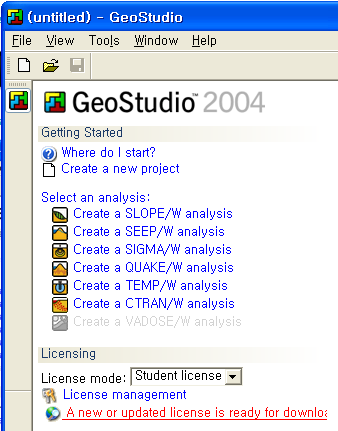 (untitled) - GeoStudio
File View Tools Window Help
GeoStudio™ 2004
Getting Started
Where do I start?
Create a new project
Select an analysis:
Create a SLOPE/W analysis
Create a SEEP/W analysis
Create a SIGMA/W analysis
Create a QUAKE/W analysis
Create a TEMP/W analysis
Create a CTRAN/W analysis
Create a VADOSE/W analysis
Licensing
License mode: Student license
License management
A new or updated license is ready for downloa